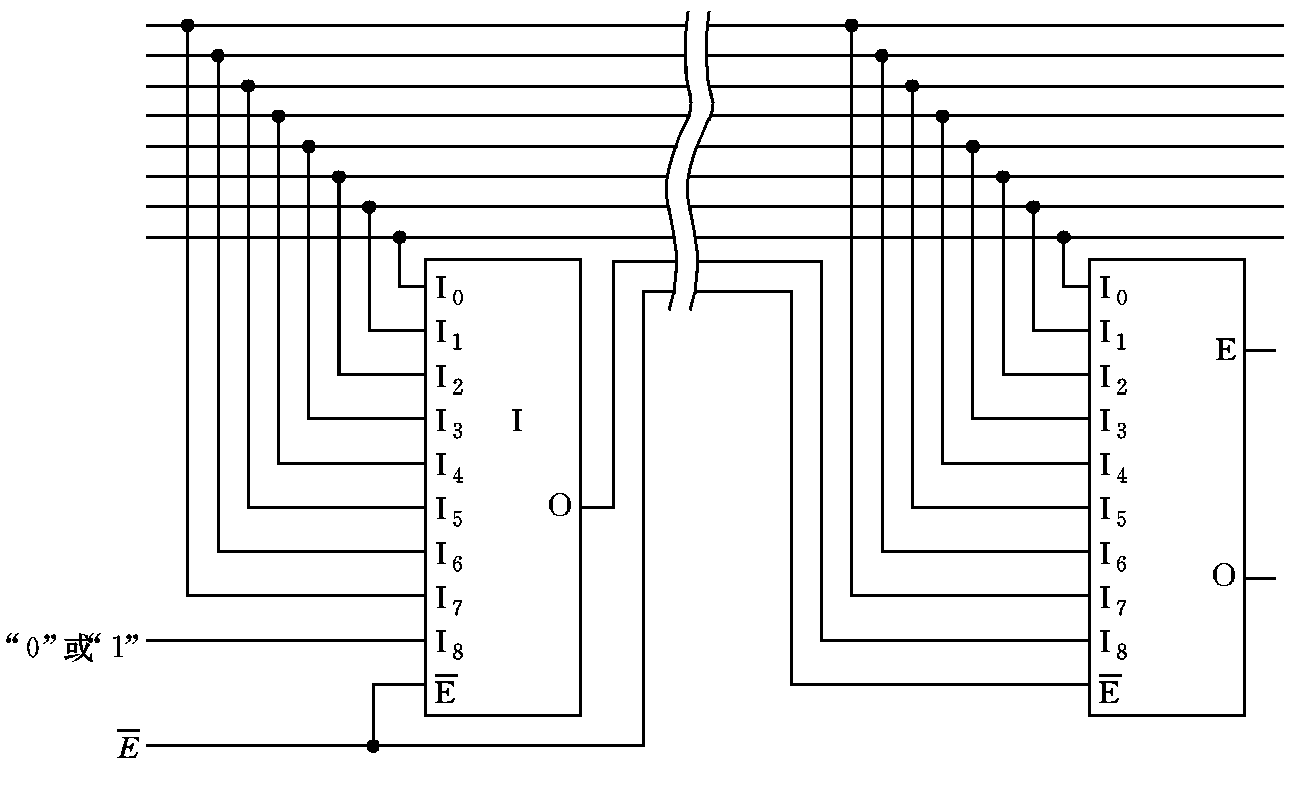 I0
I1
I2
I3
I4
I5
I6
I7
I8
E̅
I
O
“0”或“1”
E̅
I0
I1
I2
I3
I4
I5
I6
I7
I8
E̅
E
O